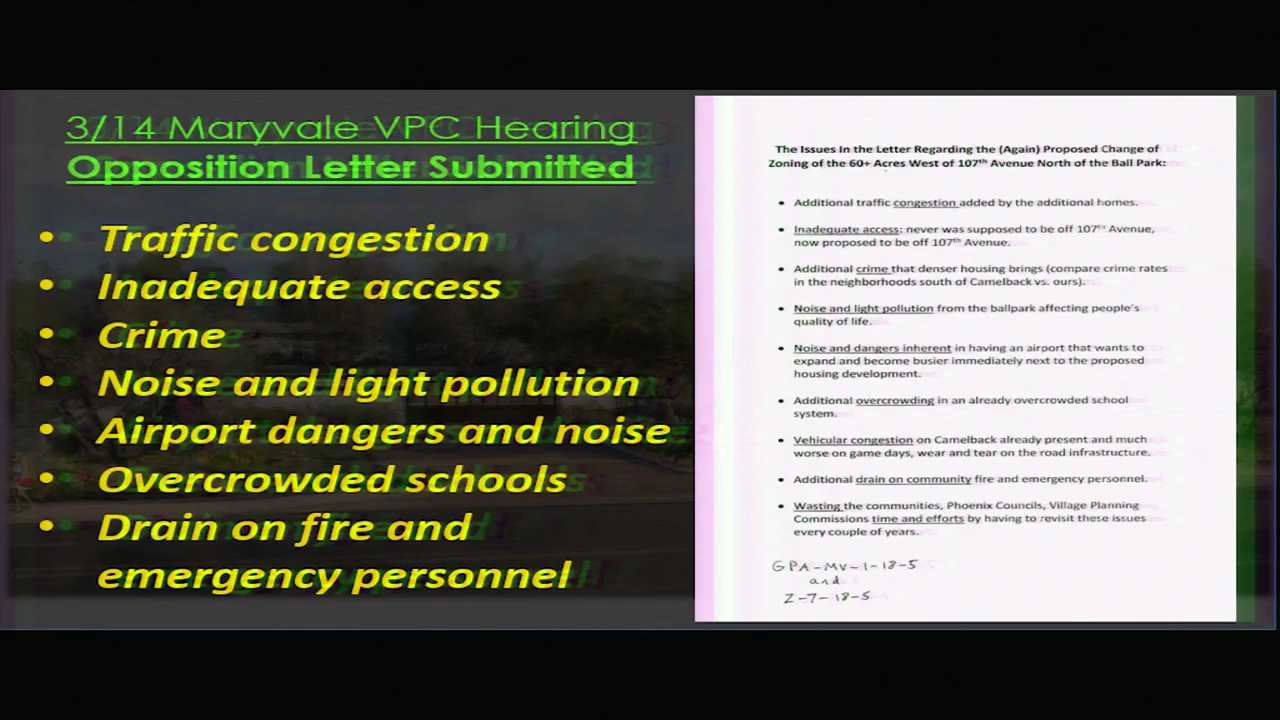 3/14 Maryvale VPC Hearing
Opposition Letter Submitted
• Traffic congestion
• Inadequate access
• Crime
• Noise and light pollution
• Airport dangers and noise
• Overcrowded schools
• Drain on fire and
emergency personnel
The Issues In the Letter Regarding the (Again) Proposed Change of
Zoning of the 60+ Acres West of 107th Avenue North of the Ball Park:
• Additional traffic congestion added by the additional homes.
• Inadequate access: never was supposed to be off 107th Avenue,
now proposed to be off 107th Avenue.
• Additional crime that denser housing brings (compare crime rates
in the neighborhoods south of Camelback vs. ours).
• Noise and light pollution from the ballpark affecting people's
quality of life.
• Noise and dangers inherent in having an airport that wants to
expand and become busier immediately next to the proposed
housing development.
• Additional overcrowding in an already overcrowded school
system.
• Vehicular congestion on Camelback already present and much
worse on game days, wear and tear on the road infrastructure.
• Additional drain on community fire and emergency personnel.
• Wasting the communities, Phoenix Councils, Village Planning
Commissions time and efforts by having to revisit these issues
every couple of years.
GPA-MV-1-18-5
and
Z-7-18-5